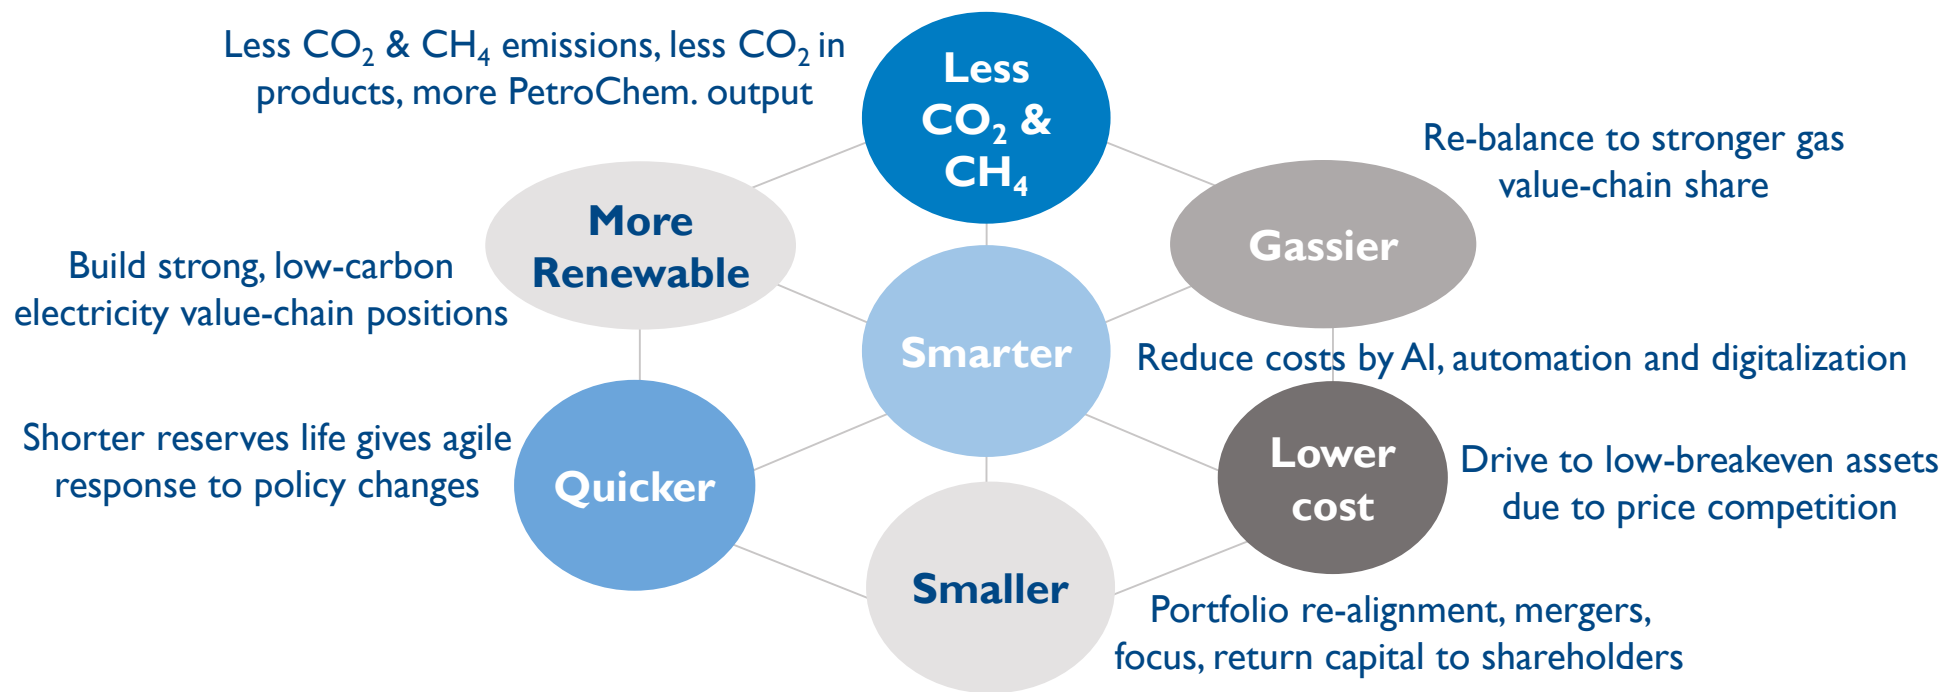 Less CO₂ & CH₄ emissions, less CO₂ in
products, more PetroChem. output
Less
CO₂ &
CH₄
Re-balance to stronger gas
value-chain share
More
Renewable
Gassier
Build strong, low-carbon
electricity value-chain positions
Smarter
Reduce costs by AI, automation and digitalization
Shorter reserves life gives agile
response to policy changes
Quicker
Lower
cost
Drive to low-breakeven assets
due to price competition
Smaller
Portfolio re-alignment, mergers,
focus, return capital to shareholders